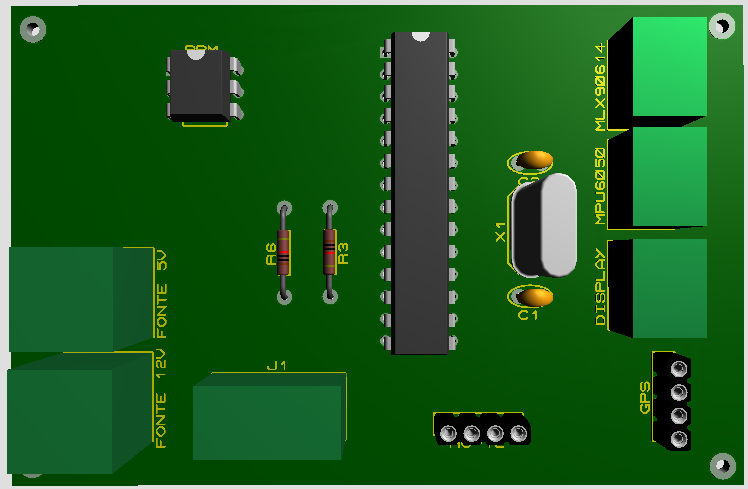 MLX90614
MPU6050
X1
R6
R3
DISPLAY
FONTE 5V
C1
FONTE 12V
J1
GPS